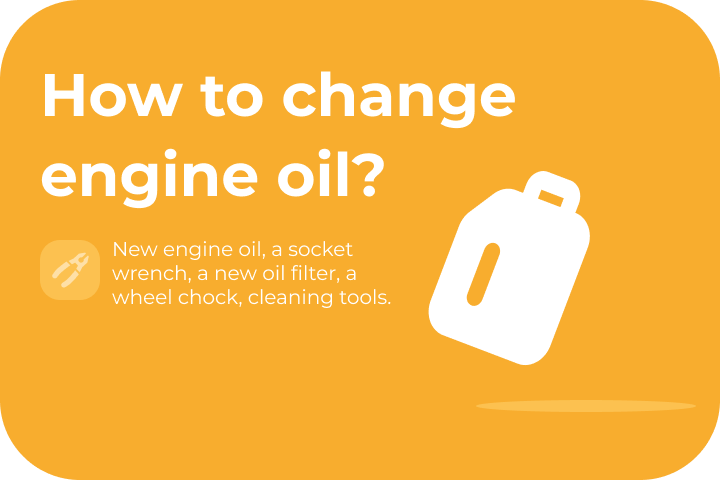 How to change
engine oil?
New engine oil, a socket
wrench, a new oil filter, a
wheel chock, cleaning tools.